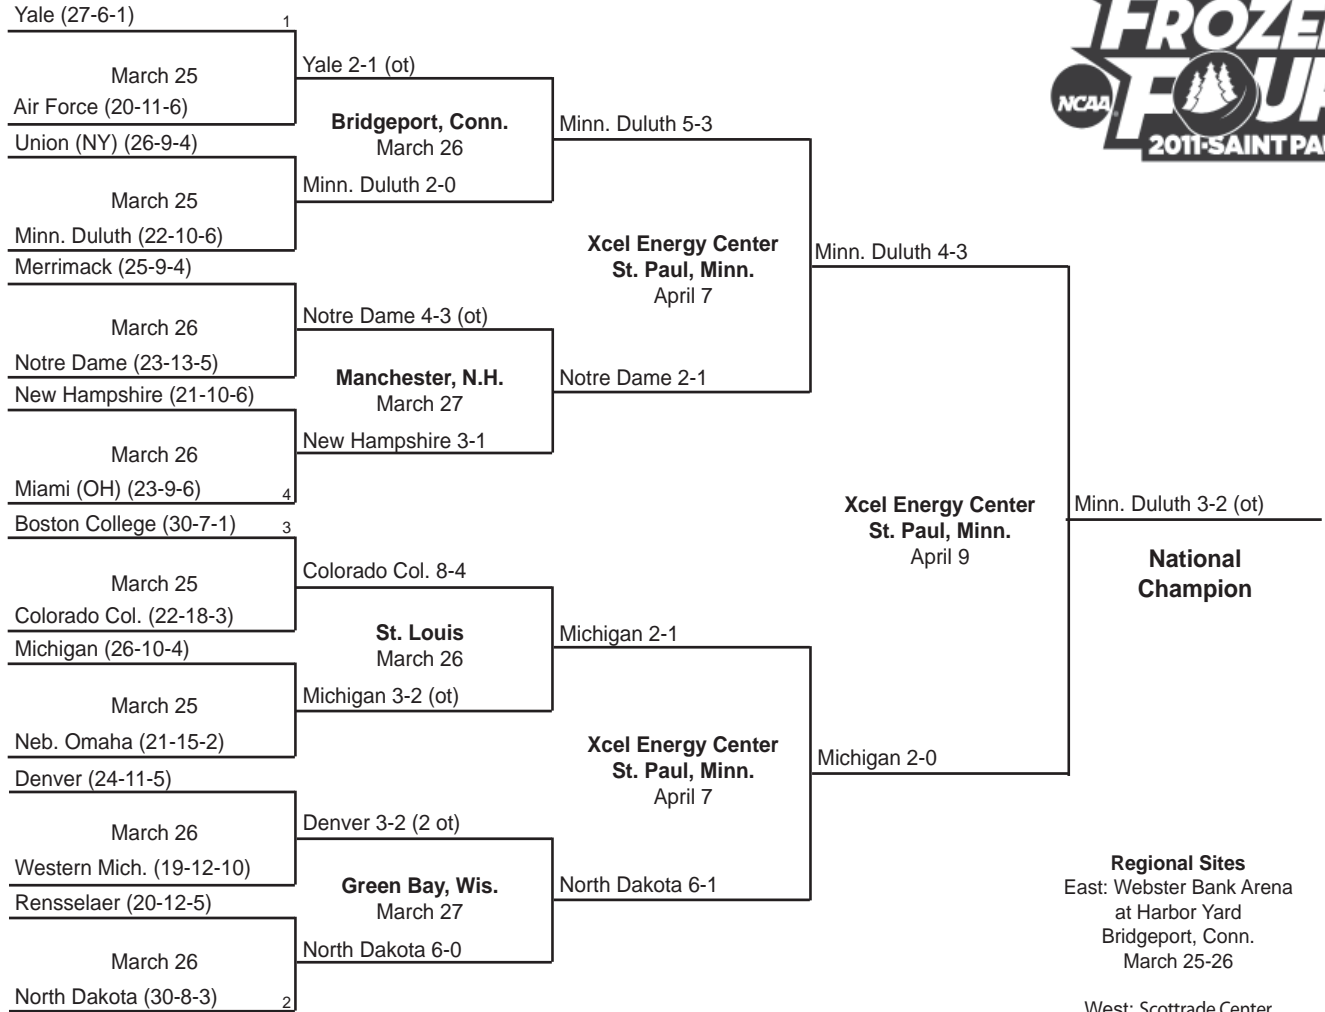 Yale (27-6-1) 1
March 25
Air Force (20-11-6)
Union (NY) (26-9-4)
March 25
Minn. Duluth (22-10-6)
Merrimack (25-9-4)
March 26
Notre Dame (23-13-5)
New Hampshire (21-10-6)
March 26
Miami (OH) (23-9-6) 4
Boston College (30-7-1) 3
March 25
Colorado Col. (22-18-3)
Michigan (26-10-4)
March 25
Neb. Omaha (21-15-2)
Denver (24-11-5)
March 26
Western Mich. (19-12-10)
Rensselaer (20-12-5)
March 26
North Dakota (30-8-3) 2
Yale 2-1 (ot)
Bridgeport, Conn.
March 26
Minn. Duluth 2-0
Notre Dame 4-3 (ot)
Manchester, N.H.
March 27
New Hampshire 3-1
Colorado Col. 8-4
St. Louis
March 26
Michigan 3-2 (ot)
Denver 3-2 (2 ot)
Green Bay, Wis.
March 27
North Dakota 6-0
Minn. Duluth 5-3
Xcel Energy Center
St. Paul, Minn.
April 7
Notre Dame 2-1
Michigan 2-1
Xcel Energy Center
St. Paul, Minn.
April 7
North Dakota 6-1
Minn. Duluth 4-3
Xcel Energy Center
St. Paul, Minn.
April 9
Michigan 2-0
Minn. Duluth 3-2 (ot)
National
Champion
FROZE
NCAA
FOUR
2011·SAINT PA
Regional Sites
East: Webster Bank Arena
at Harbor Yard
Bridgeport, Conn.
March 25-26
West: Scottrade Center